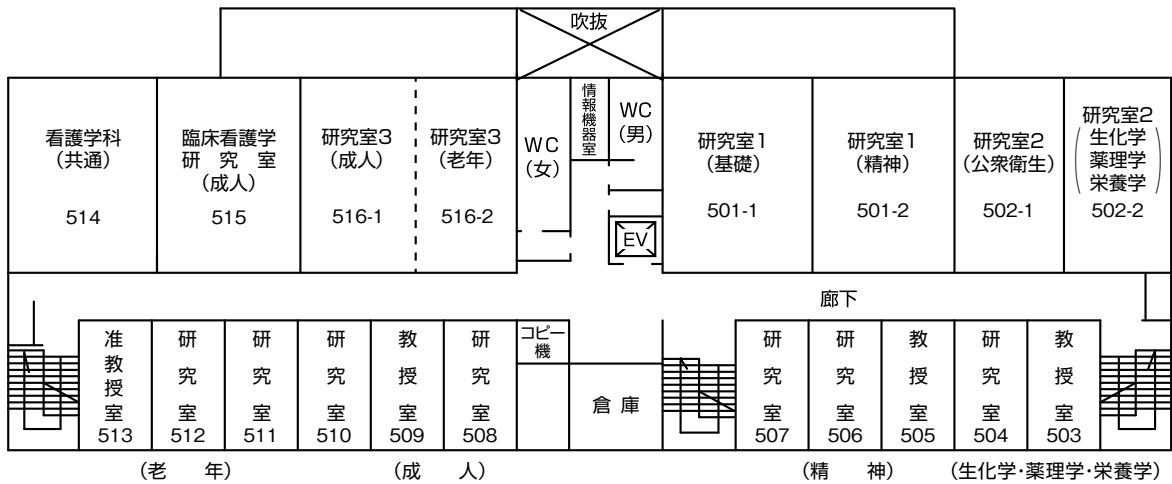 吹抜
看護学科
(共通)
514
臨床看護学
研究室
(成人)
515
研究室3
(成人)
516-1
研究室3
(老年)
516-2
WC
(女)
情報機器室
WC
(男)
EV
研究室1
(基礎)
501-1
研究室1
(精神)
501-2
研究室2
(公衆衛生)
502-1
研究室2
(生化学
薬理学
栄養学)
502-2
廊下
准教授室
513
研究室
512
研究室
511
研究室
510
教授室
509
研究室
508
コピー
機
倉庫
研究室
507
研究室
506
教授室
505
研究室
504
教授室
503
(老年)
(成人)
(精神)
(生化学・薬理学・栄養学)